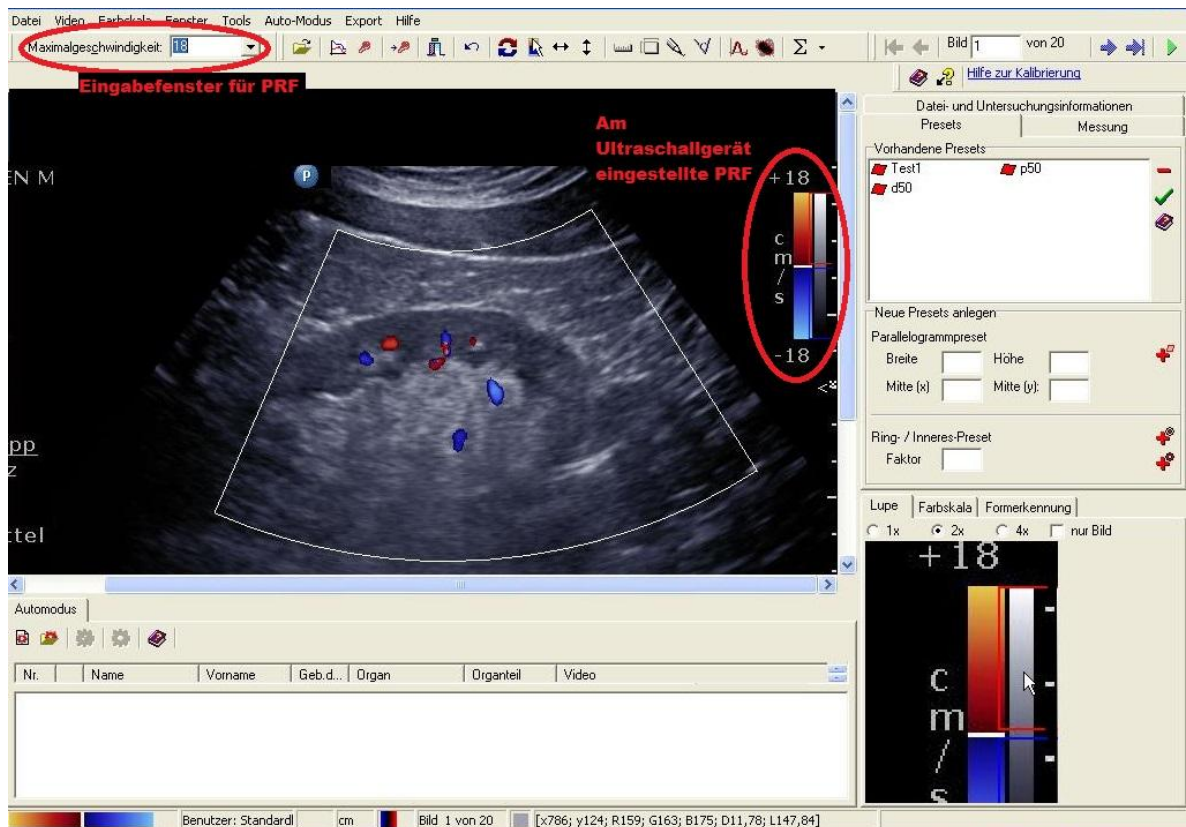 Datei Video Farbskala Fenster Tools Auto-Modus Export Hilfe
Maximalgeschwindigkeit: 18
Bild 1 von 20
Eingabefenster für PRF
Hilfe zur Kalibrierung
Datei- und Untersuchungsinformationen
Presets Messung
Vorhandene Presets
Test1 p50
d50
Am
Ultraschallgerät
eingestellte PRF
EN M
P
+18
c
m
/
s
-18
pp
z
ttel
Neue Presets anlegen
Parallelogrammpreset
Breite Höhe
Mitte (x) Mitte (y):
Ring- / Inneres-Preset
Faktor
Lupe Farbskala Formerkennung
1x 2x 4x nur Bild
+18
c
m
/
s
Automodus
Nr. Name Vorname Geb.d... Organ Organteil Video
Benutzer: Standardl cm Bild 1 von 20 [x786; y124; R159; G163; B175; D11,78; L147,84]